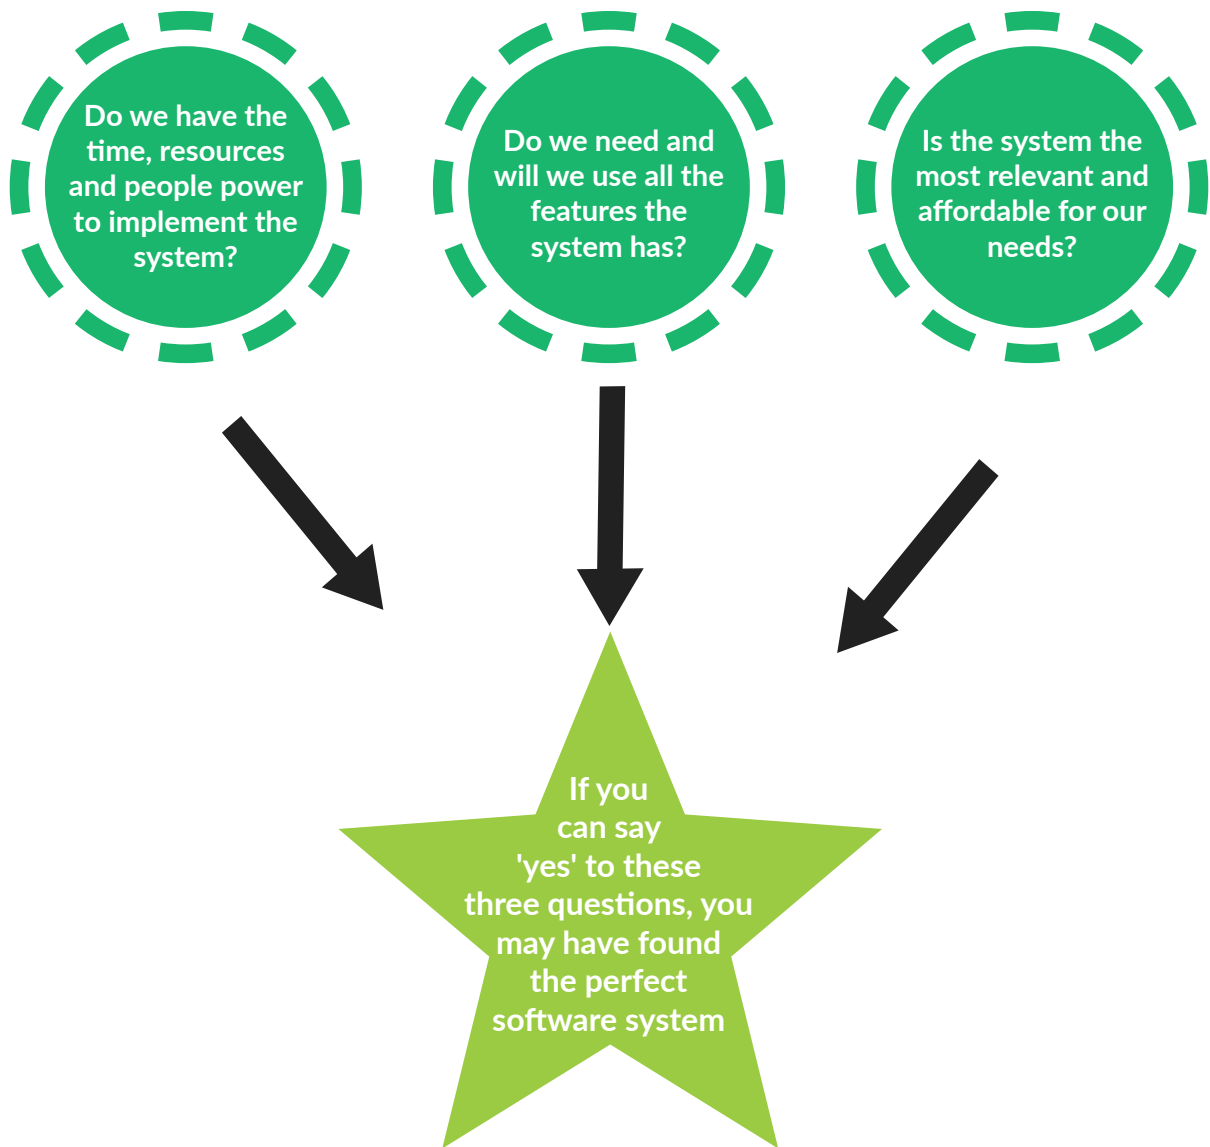 Do we have the
time, resources
and people power
to implement the
system?
Do we need and
will we use all the
features the
system has?
Is the system the
most relevant and
affordable for our
needs?
If you
can say
'yes' to these
three questions, you
may have found
the perfect
software system